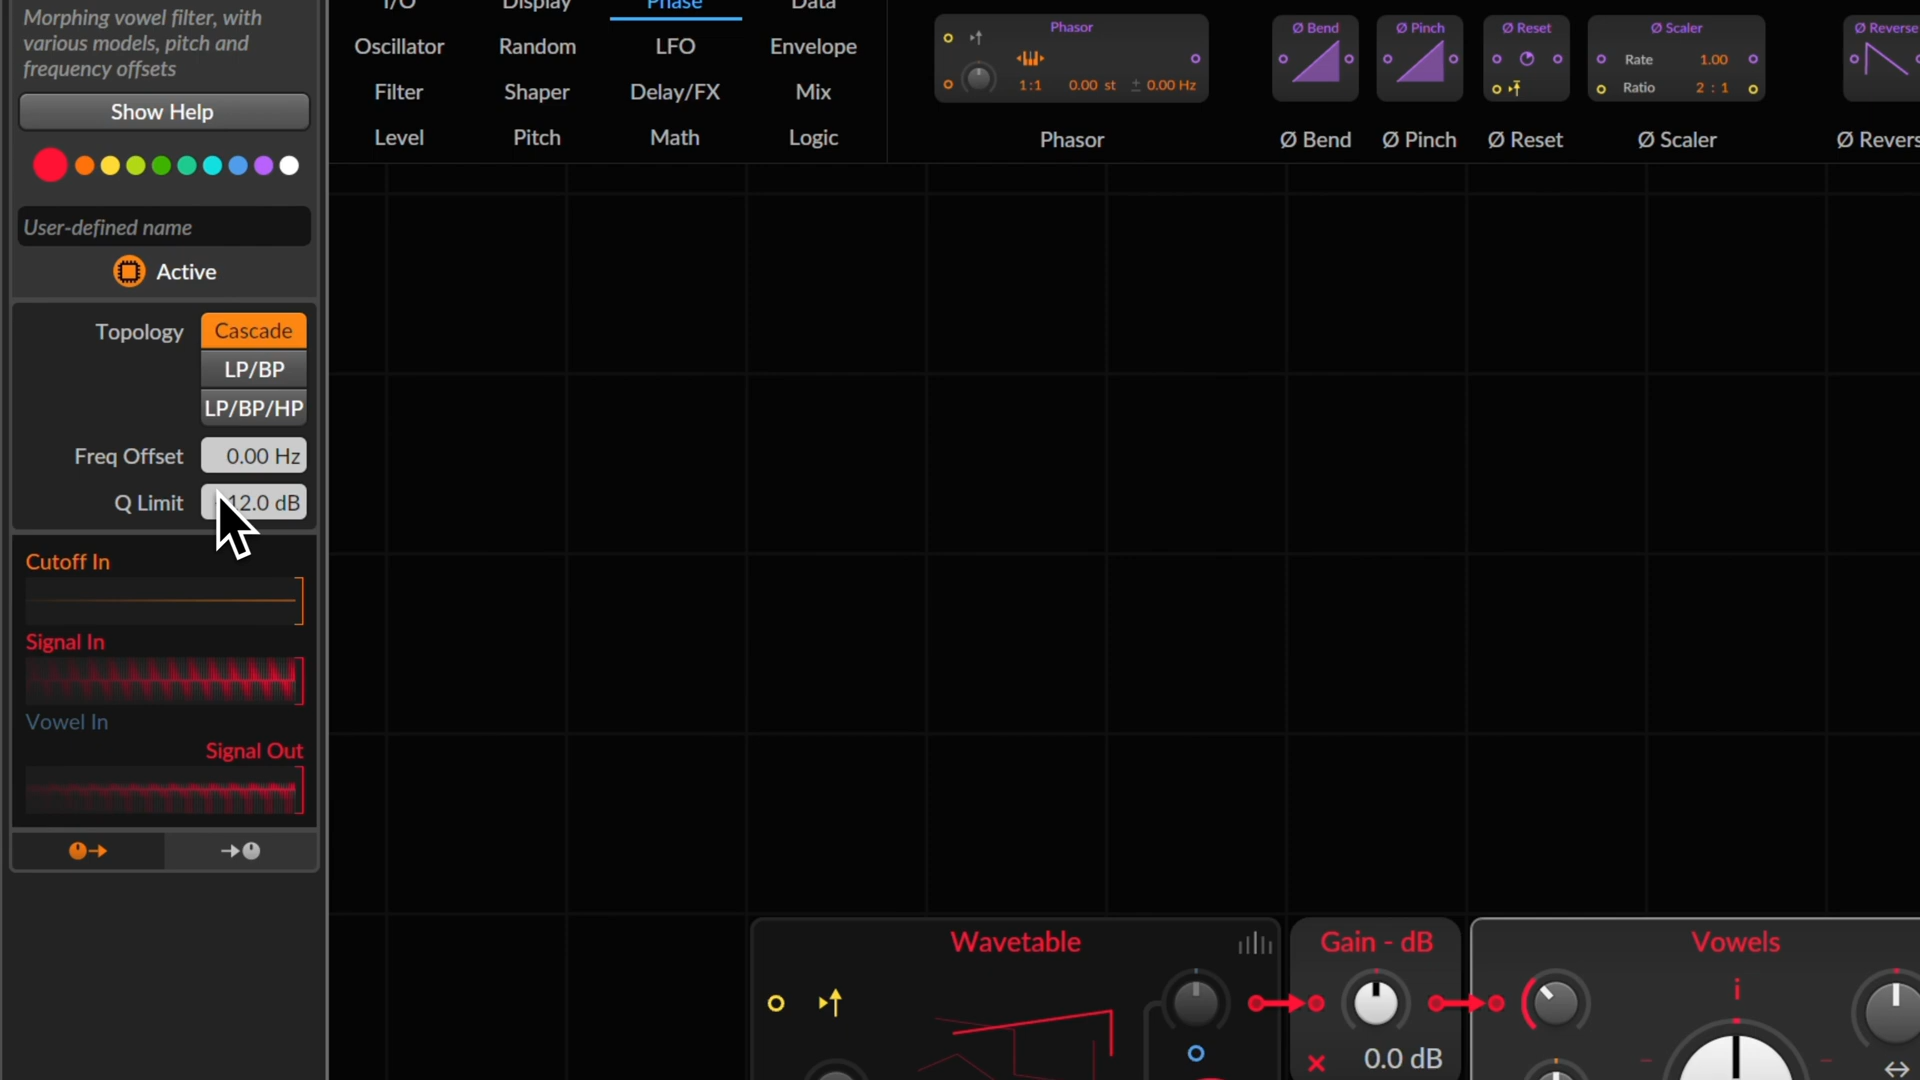 Morphing vowel filter, with
various models, pitch and
frequency offsets
Show Help
User-defined name
Active
Topology
Cascade
LP/BP
LP/BP/HP
Freq Offset
0.00 Hz
Q Limit
12.0 dB
Cutoff In
Signal In
Vowel In
Signal Out
I/O
Display
Phase
Data
Oscillator
Random
LFO
Envelope
Filter
Shaper
Delay/FX
Mix
Level
Pitch
Math
Logic
Phasor
1:1
0.00 st
± 0.00 Hz
Phasor
Ø Bend
Ø Bend
Ø Pinch
Ø Pinch
Ø Reset
Ø Reset
Ø Scaler
Rate
1.00
Ratio
2 : 1
Ø Scaler
Ø Reverse
Ø Revers
Wavetable
Gain - dB
0.0 dB
Vowels
i